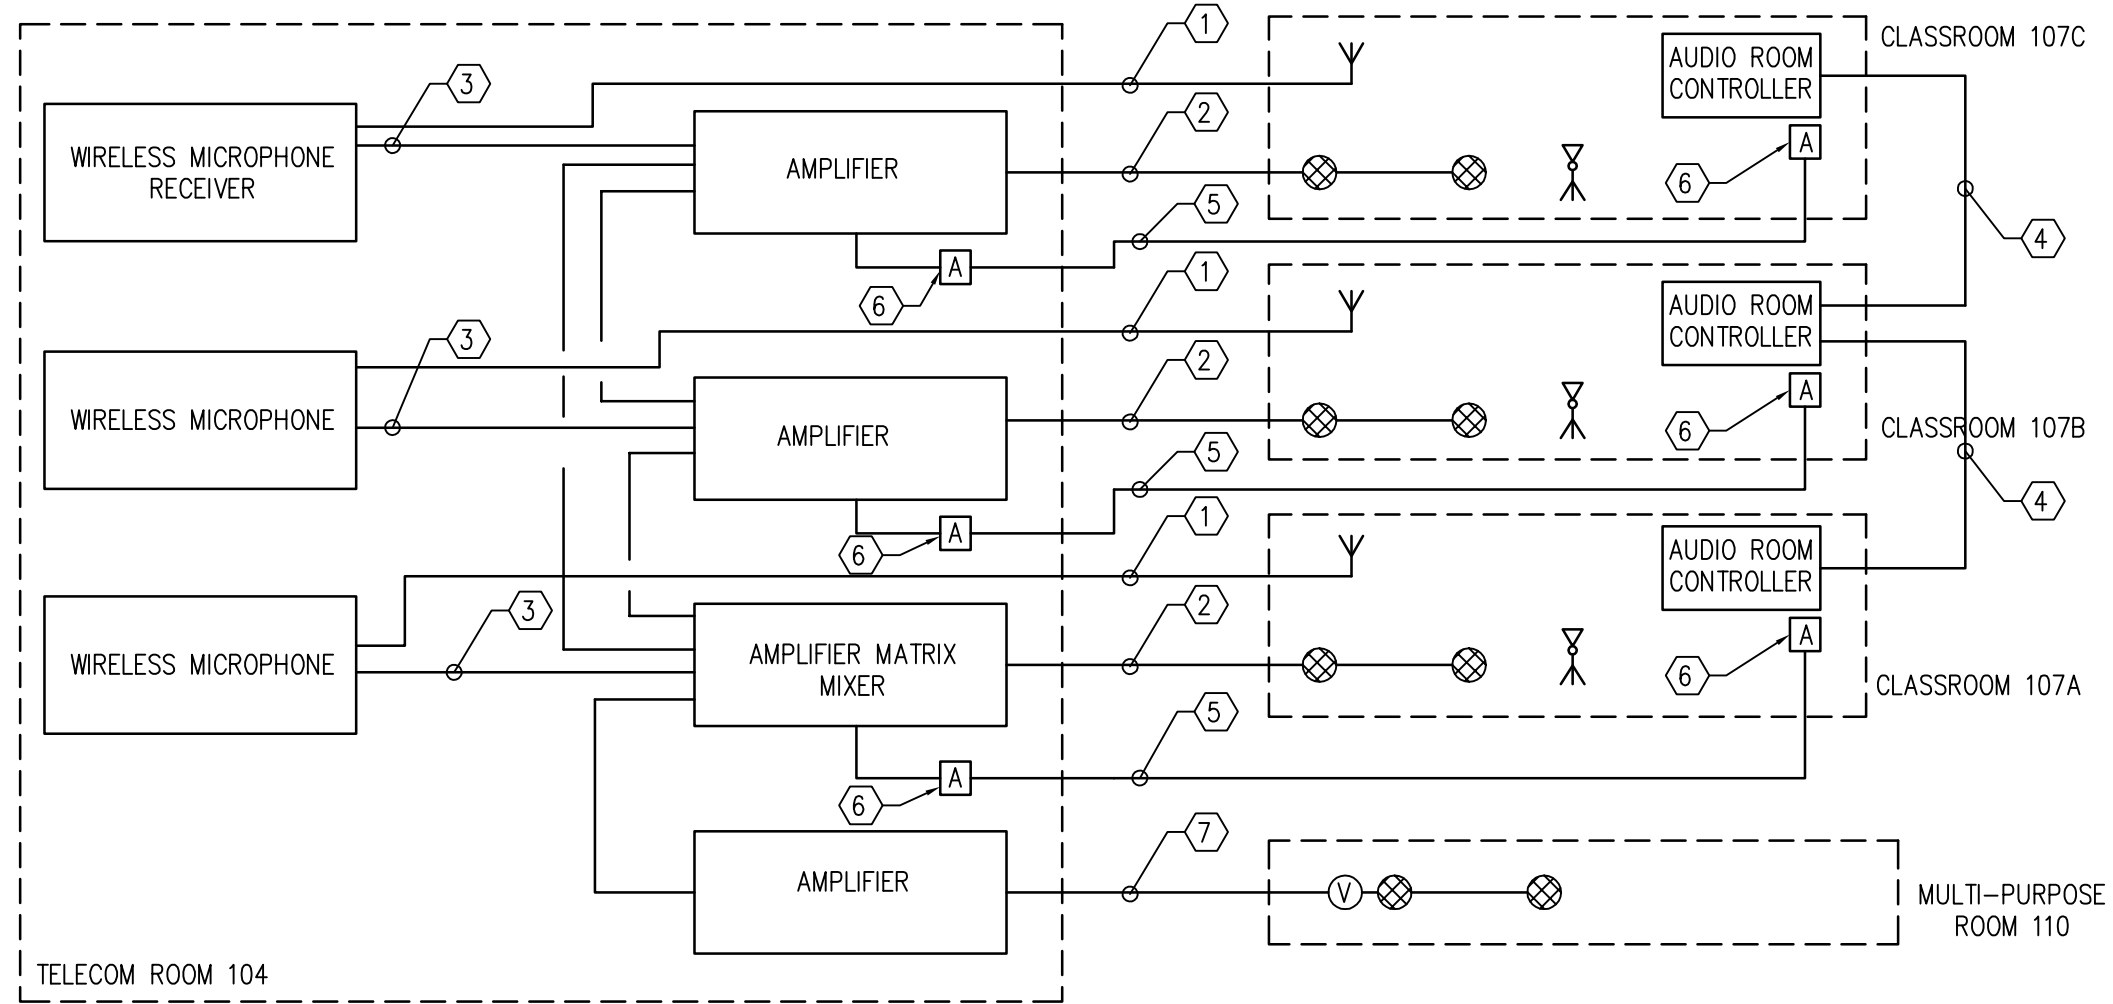 1
CLASSROOM 107C
AUDIO ROOM
CONTROLLER
3
2
A
WIRELESS MICROPHONE
RECEIVER
AMPLIFIER
6
5
4
A
6
1
AUDIO ROOM
CONTROLLER
3
2
A
WIRELESS MICROPHONE
AMPLIFIER
6
CLASSROOM 107B
5
4
A
6
1
AUDIO ROOM
CONTROLLER
3
2
A
WIRELESS MICROPHONE
AMPLIFIER MATRIX
MIXER
6
CLASSROOM 107A
5
A
6
7
AMPLIFIER
V
MULTI-PURPOSE
ROOM 110
TELECOM ROOM 104